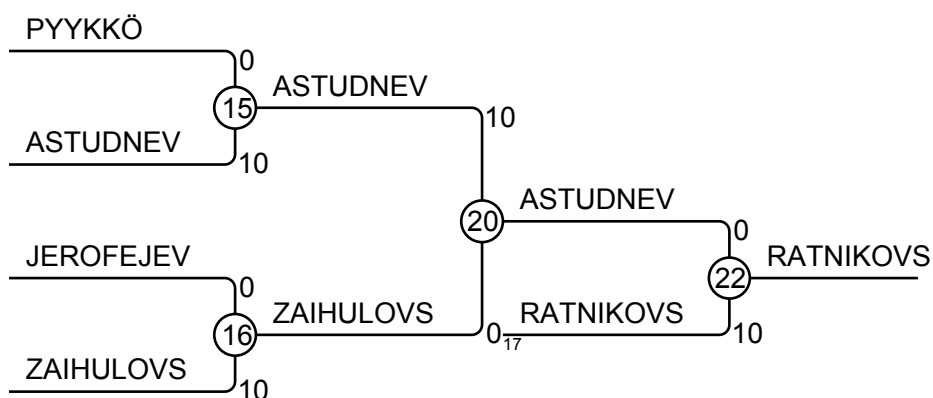 PYYKKÖ
0
15
ASTUDNEV
10
ASTUDNEV
10
20
ASTUDNEV
0
JEROFEJEV
0
22
RATNIKOVS
16
ZAIHULOVS
0
17
RATNIKOVS
10
ZAIHULOVS
10